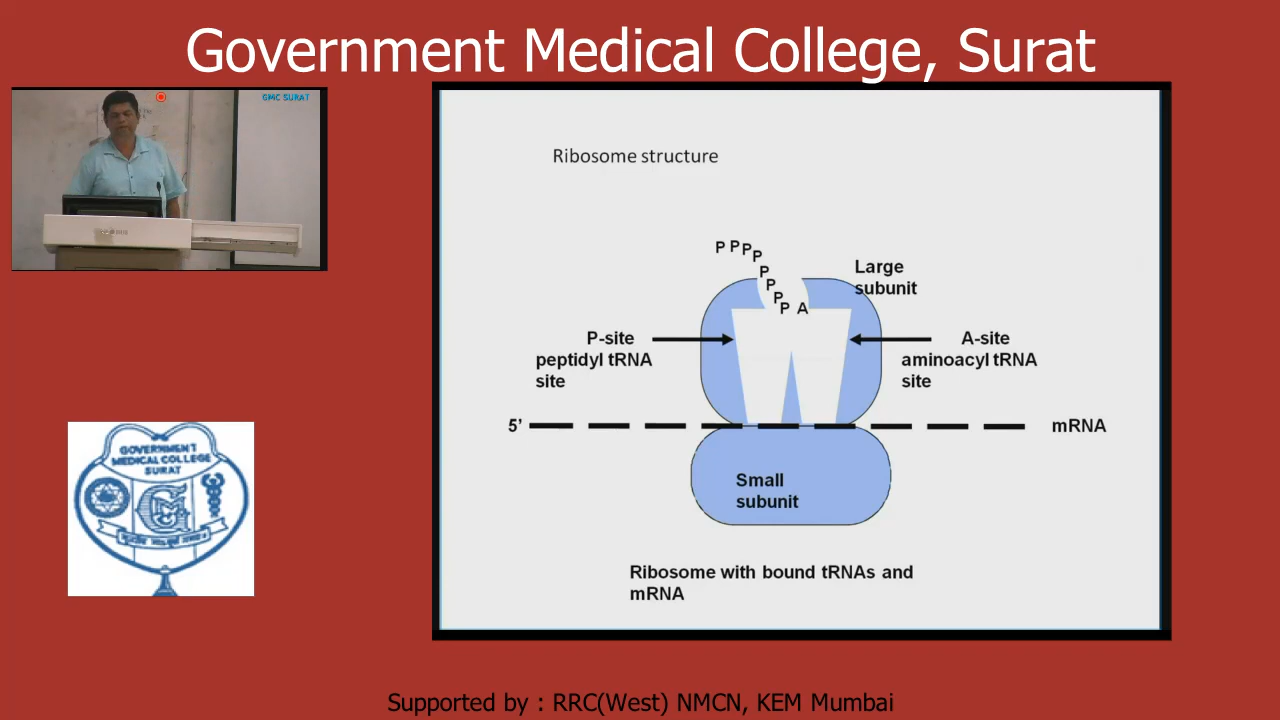 Government Medical College, Surat
GMC SURAT
Ribosome structure
P P P P
P
P
P
P A
Large
subunit
P-site
peptidyl tRNA
site
A-site
aminoacyl tRNA
site
5’
mRNA
Small
subunit
Ribosome with bound tRNAs and
mRNA
GOVERNMENT
MEDICAL COLLEGE
SURAT
Supported by : RRC(West) NMCN, KEM Mumbai